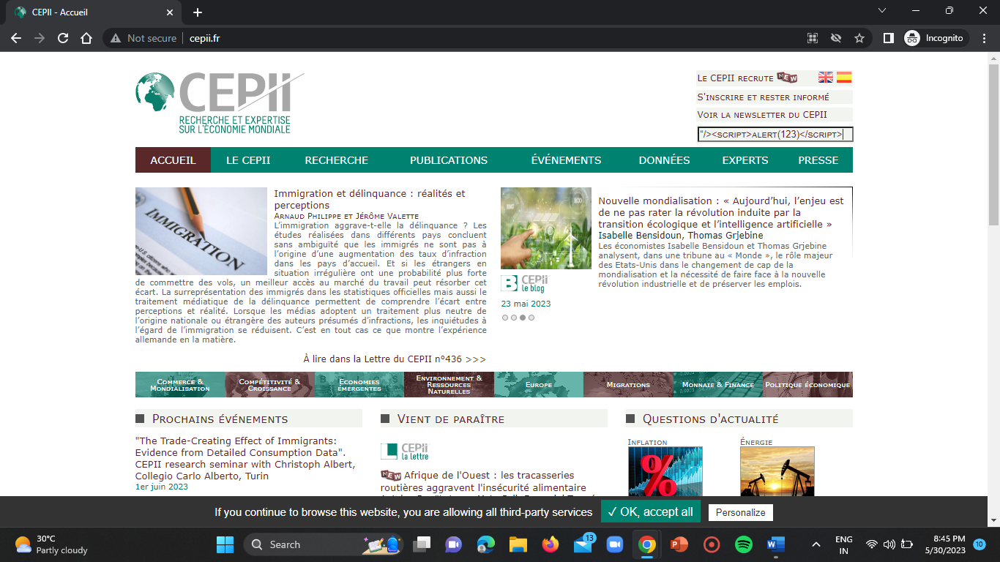 CEPII - Accueil
Not secure
cepii.fr
Incognito
CEPII
RECHERCHE ET EXPERTISE
SUR L'ÉCONOMIE MONDIALE
Le CEPII recrute NEW
S'inscrire et rester informé
Voir la newsletter du CEPII
"/><script>alert(123)</script>
ACCUEIL
LE CEPII
RECHERCHE
PUBLICATIONS
ÉVÉNEMENTS
DONNÉES
EXPERTS
PRESSE
IMMIGRATION
Immigration et délinquance : réalités et
perceptions
Arnaud Philippe et Jérôme Valette
L’immigration aggrave-t-elle la délinquance ? Les
études réalisées dans différents pays concluent
sans ambiguïté que les immigrés ne sont pas à
l’origine d’une augmentation des taux d’infraction
dans les pays d’accueil. Et si les étrangers en
situation irrégulière ont une probabilité plus forte
de commettre des vols, un meilleur accès au marché du travail peut résorber cet
écart. La surreprésentation des immigrés dans les statistiques officielles mais aussi le
traitement médiatique de la délinquance permettent de comprendre l’écart entre
perceptions et réalité. Lorsque les médias adoptent un traitement plus neutre de
l’origine nationale ou étrangère des auteurs présumés d’infractions, les inquiétudes à
l’égard de l’immigration se réduisent. C’est en tout cas ce que montre l’expérience
allemande en la matière.
À lire dans la Lettre du CEPII n°436 >>>
B CEPII
le blog
23 mai 2023
Nouvelle mondialisation : « Aujourd’hui, l’enjeu est
de ne pas rater la révolution induite par la
transition écologique et l’intelligence artificielle »
Isabelle Bensidoun, Thomas Grjebine
Les économistes Isabelle Bensidoun et Thomas Grjebine
analysent, dans une tribune au « Monde », le rôle majeur
des Etats-Unis dans le changement de cap de la
mondialisation et la nécessité de faire face à la nouvelle
révolution industrielle et de préserver les emplois.
Commerce &
Mondialisation
Compétitivité &
Croissance
Economies
émergentes
Environnement &
Ressources
Naturelles
Europe
Migrations
Monnaie & Finance
Politique économique
Prochains événements
"The Trade-Creating Effect of Immigrants:
Evidence from Detailed Consumption Data".
CEPII research seminar with Christoph Albert,
Collegio Carlo Alberto, Turin
1er juin 2023
Vient de paraître
CEPII
la lettre
NEW Afrique de l'Ouest : les tracasseries
routières aggravent l'insécurité alimentaire
Questions d'actualité
Inflation
%
Énergie
If you continue to browse this website, you are allowing all third-party services
✓ OK, accept all
Personalize
30°C
Partly cloudy
Search
13
ENG
IN
8:45 PM
5/30/2023
10